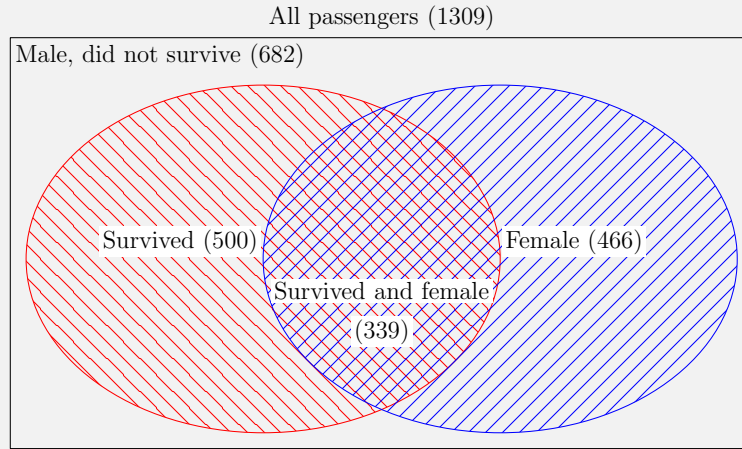 All passengers (1309)
Male, did not survive (682)
Survived (500)
Female (466)
Survived and female
(339)